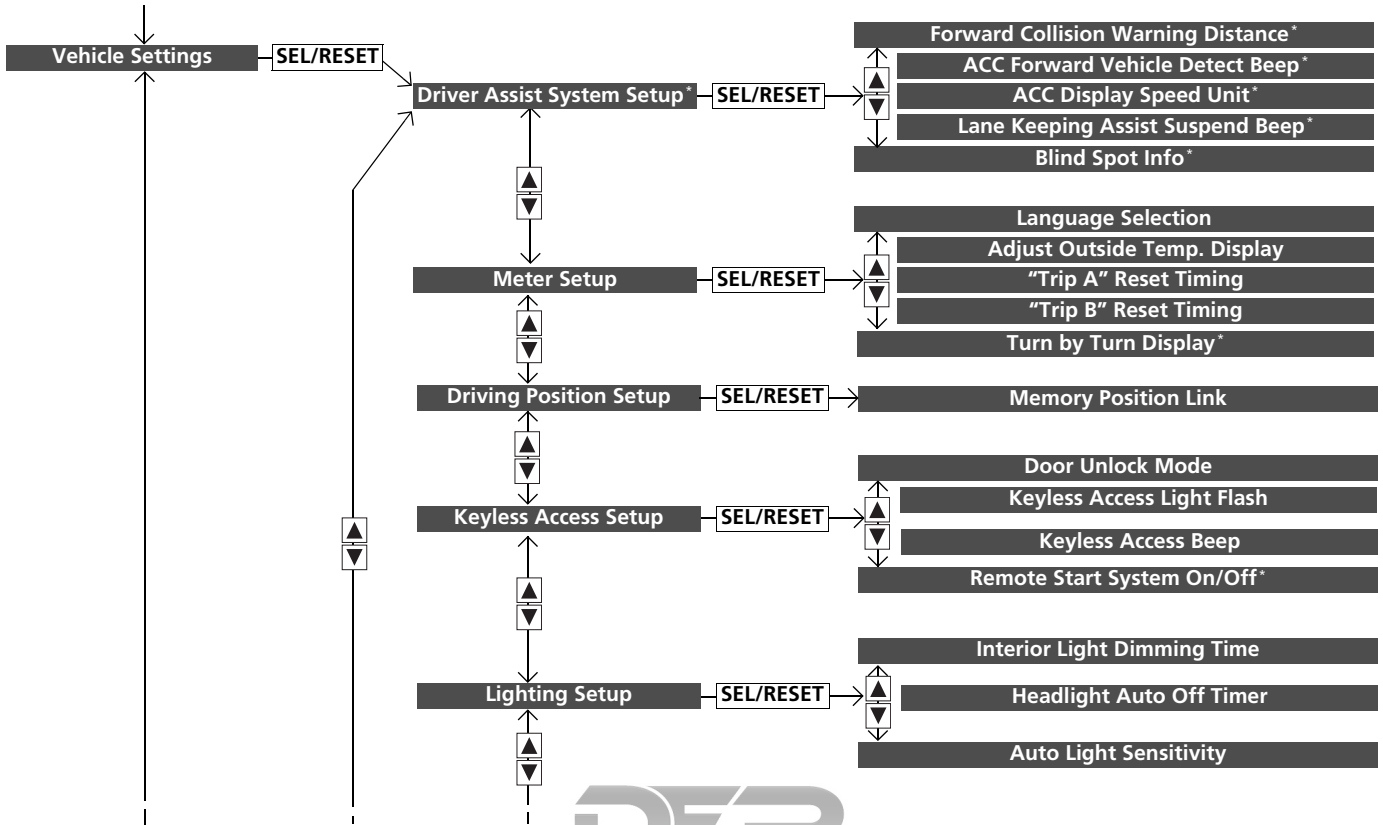 Vehicle Settings
SEL/RESET
Driver Assist System Setup*
SEL/RESET
Forward Collision Warning Distance*
ACC Forward Vehicle Detect Beep*
ACC Display Speed Unit*
Lane Keeping Assist Suspend Beep*
Blind Spot Info*
Meter Setup
SEL/RESET
Language Selection
Adjust Outside Temp. Display
“Trip A” Reset Timing
“Trip B” Reset Timing
Turn by Turn Display*
Driving Position Setup
SEL/RESET
Memory Position Link
Keyless Access Setup
SEL/RESET
Door Unlock Mode
Keyless Access Light Flash
Keyless Access Beep
Remote Start System On/Off*
Lighting Setup
SEL/RESET
Interior Light Dimming Time
Headlight Auto Off Timer
Auto Light Sensitivity